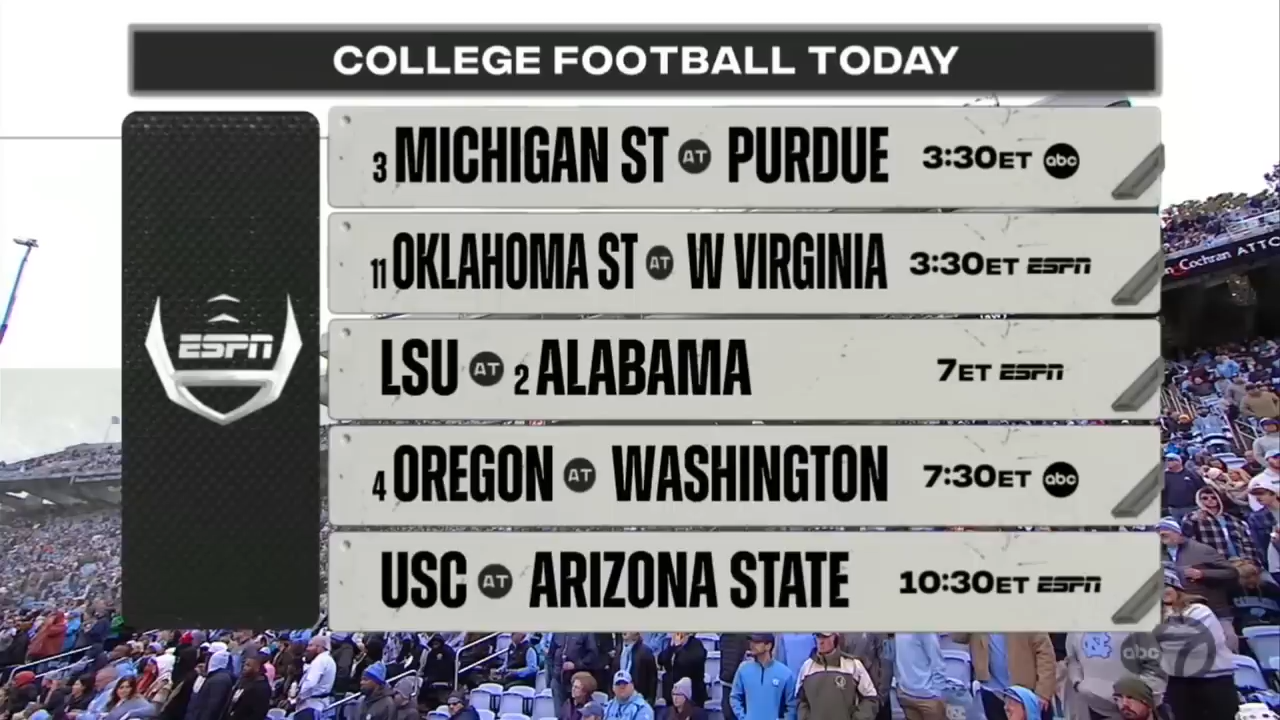 COLLEGE FOOTBALL TODAY
3 MICHIGAN ST AT PURDUE 3:30ET abc
11 OKLAHOMA ST AT W VIRGINIA 3:30ET ESPN
Cochran ATTO
ESPN
LSU AT 2 ALABAMA 7ET ESPN
4 OREGON AT WASHINGTON 7:30ET abc
USC AT ARIZONA STATE 10:30ET ESPN
abc 7